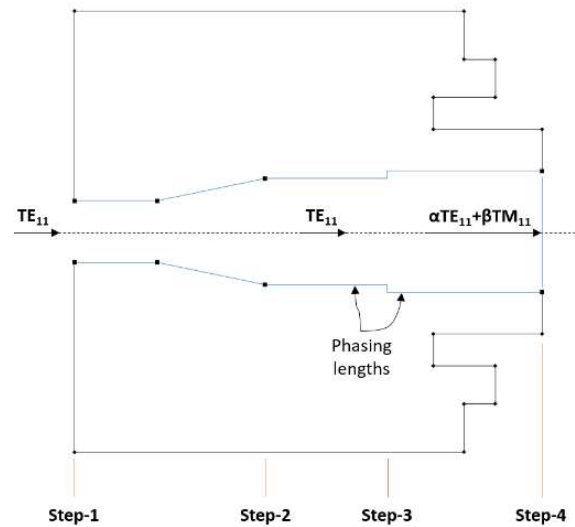 TE₁₁ TE₁₁ αTE₁₁+βTM₁₁
Phasing
lengths
Step-1 Step-2 Step-3 Step-4